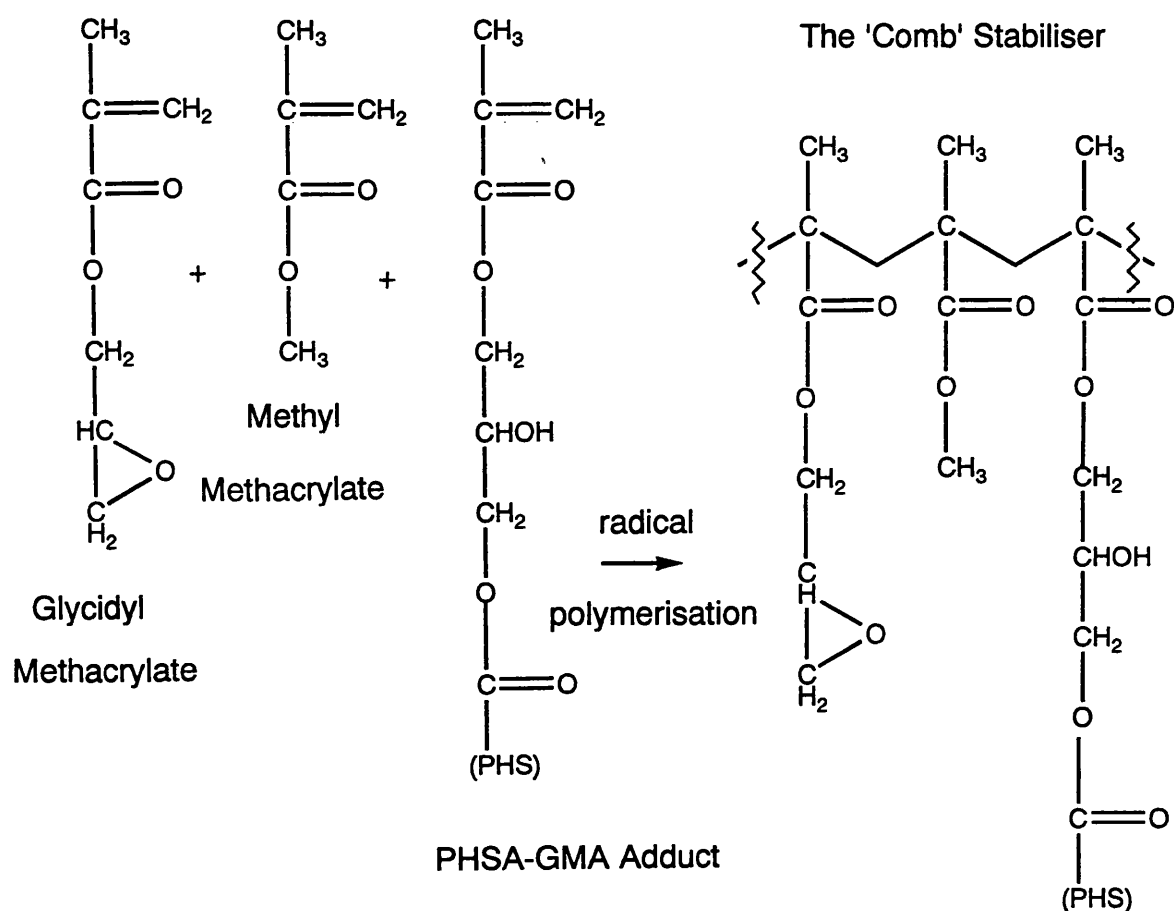 CH₃
C=CH₂
C=O
O
CH₂
HC
O
C
H₂
Glycidyl
Methacrylate
+
CH₃
C=CH₂
C=O
O
CH₃
Methyl
Methacrylate
+
CH₃
C=CH₂
C=O
O
CH₂
CHOH
CH₂
O
C=O
(PHS)
PHSA-GMA Adduct
radical
polymerisation
The 'Comb' Stabiliser
CH₃
CH₃
CH₃
C
C
C
C=O
C=O
C=O
O
O
O
CH₂
CH₃
CH₂
C
H
O
C
H₂
CHOH
CH₂
O
C=O
(PHS)